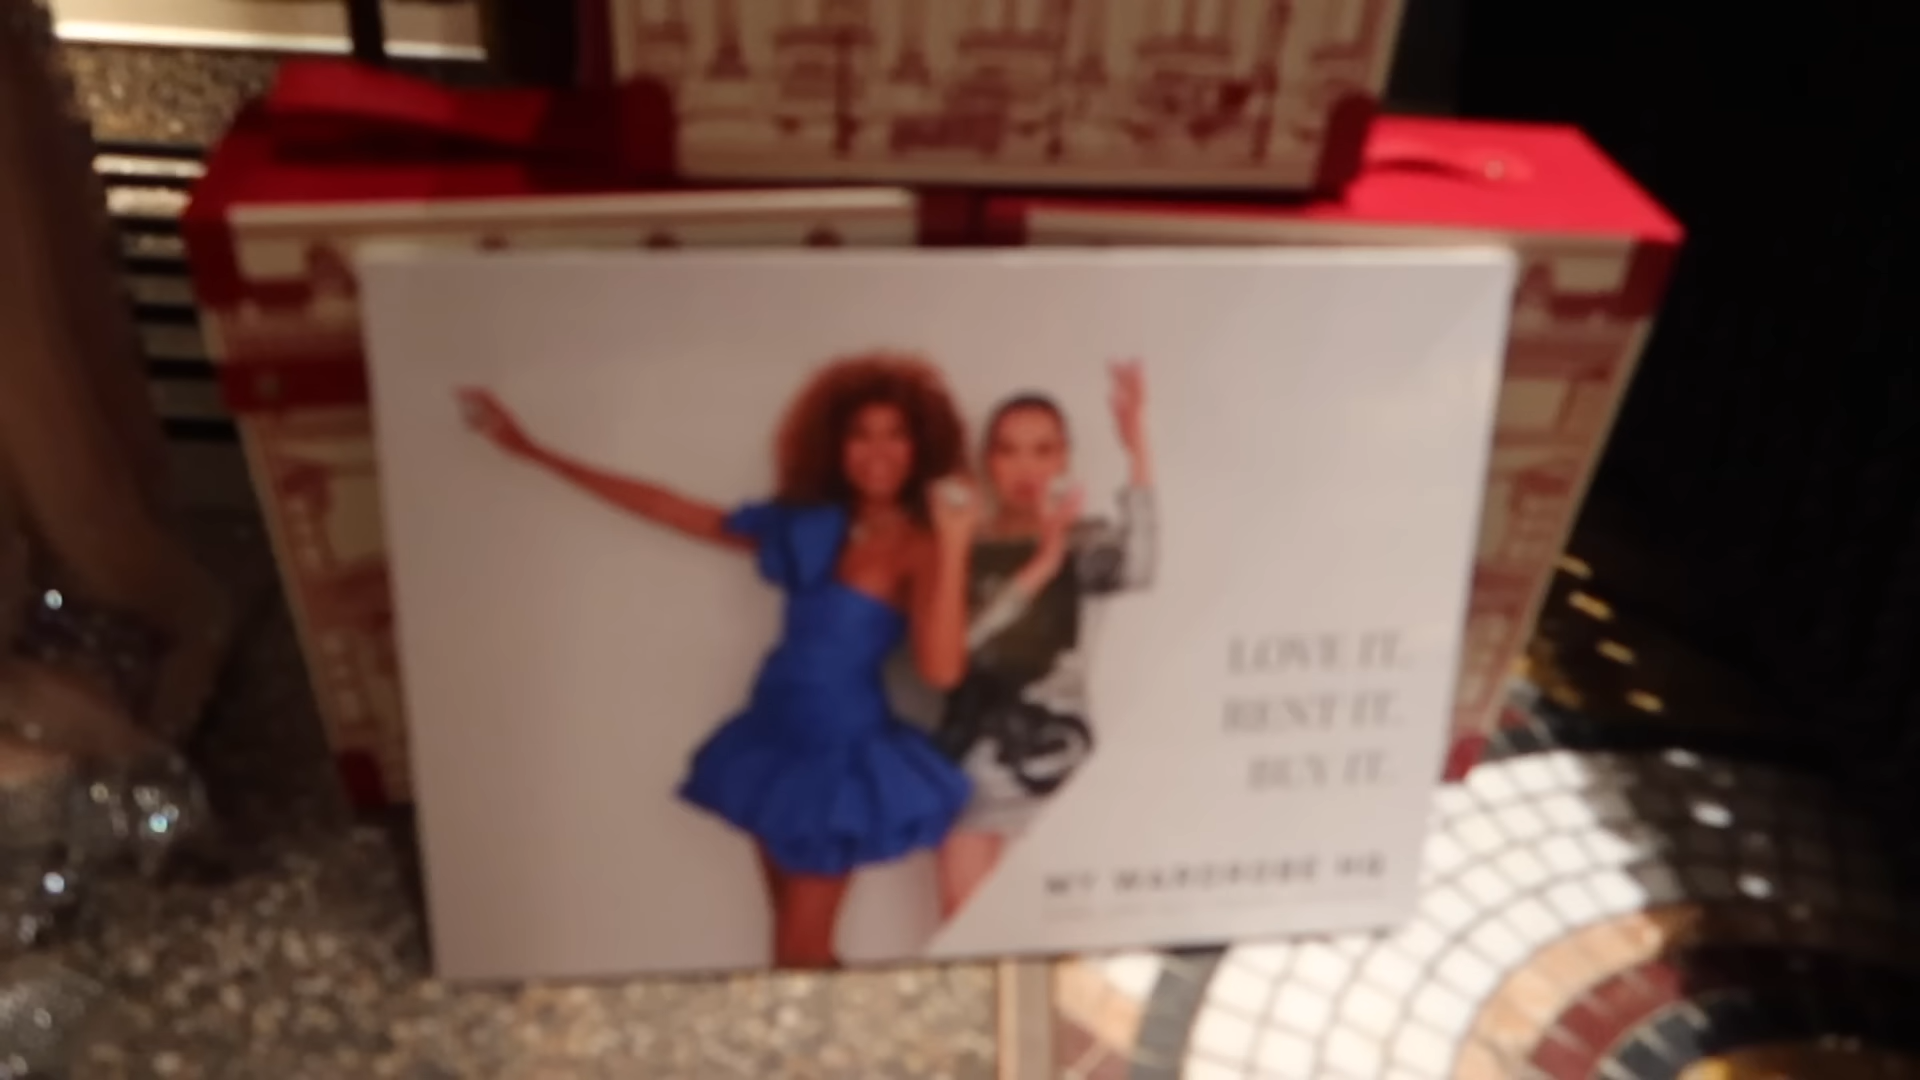 LOVE IT.
RENT IT.
BUY IT.
MY WARDROBE HQ